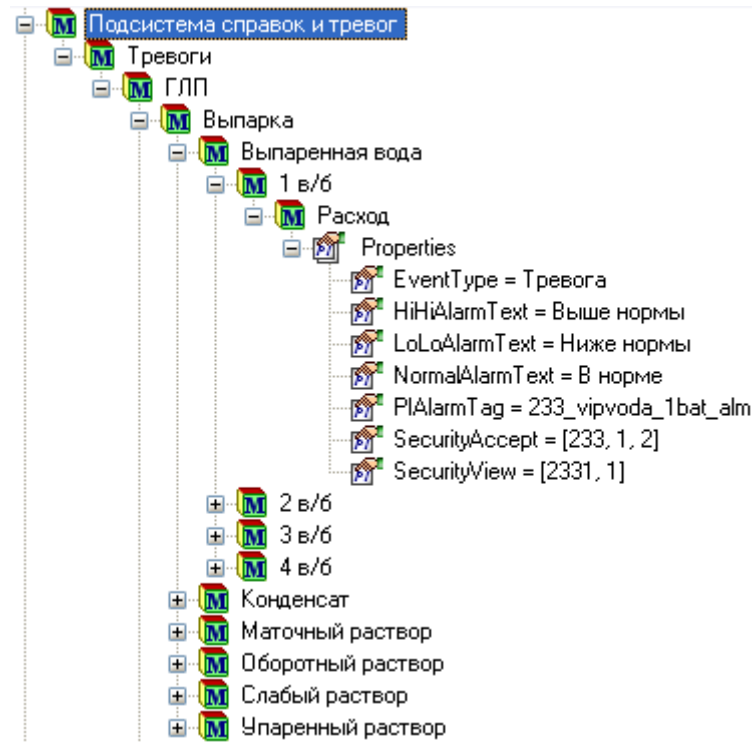 Подсистема справок и тревог
Тревоги
ГЛП
Выпарка
Выпаренная вода
1 в/б
Расход
Properties
EventType = Тревога
HiHiAlarmText = Выше нормы
LoLoAlarmText = Ниже нормы
NormalAlarmText = В норме
PIAlarmTag = 233_vipvoda_1bat_alm
SecurityAccept = [233, 1, 2]
SecurityView = [2331, 1]
2 в/б
3 в/б
4 в/б
Конденсат
Маточный раствор
Оборотный раствор
Слабый раствор
Упаренный раствор